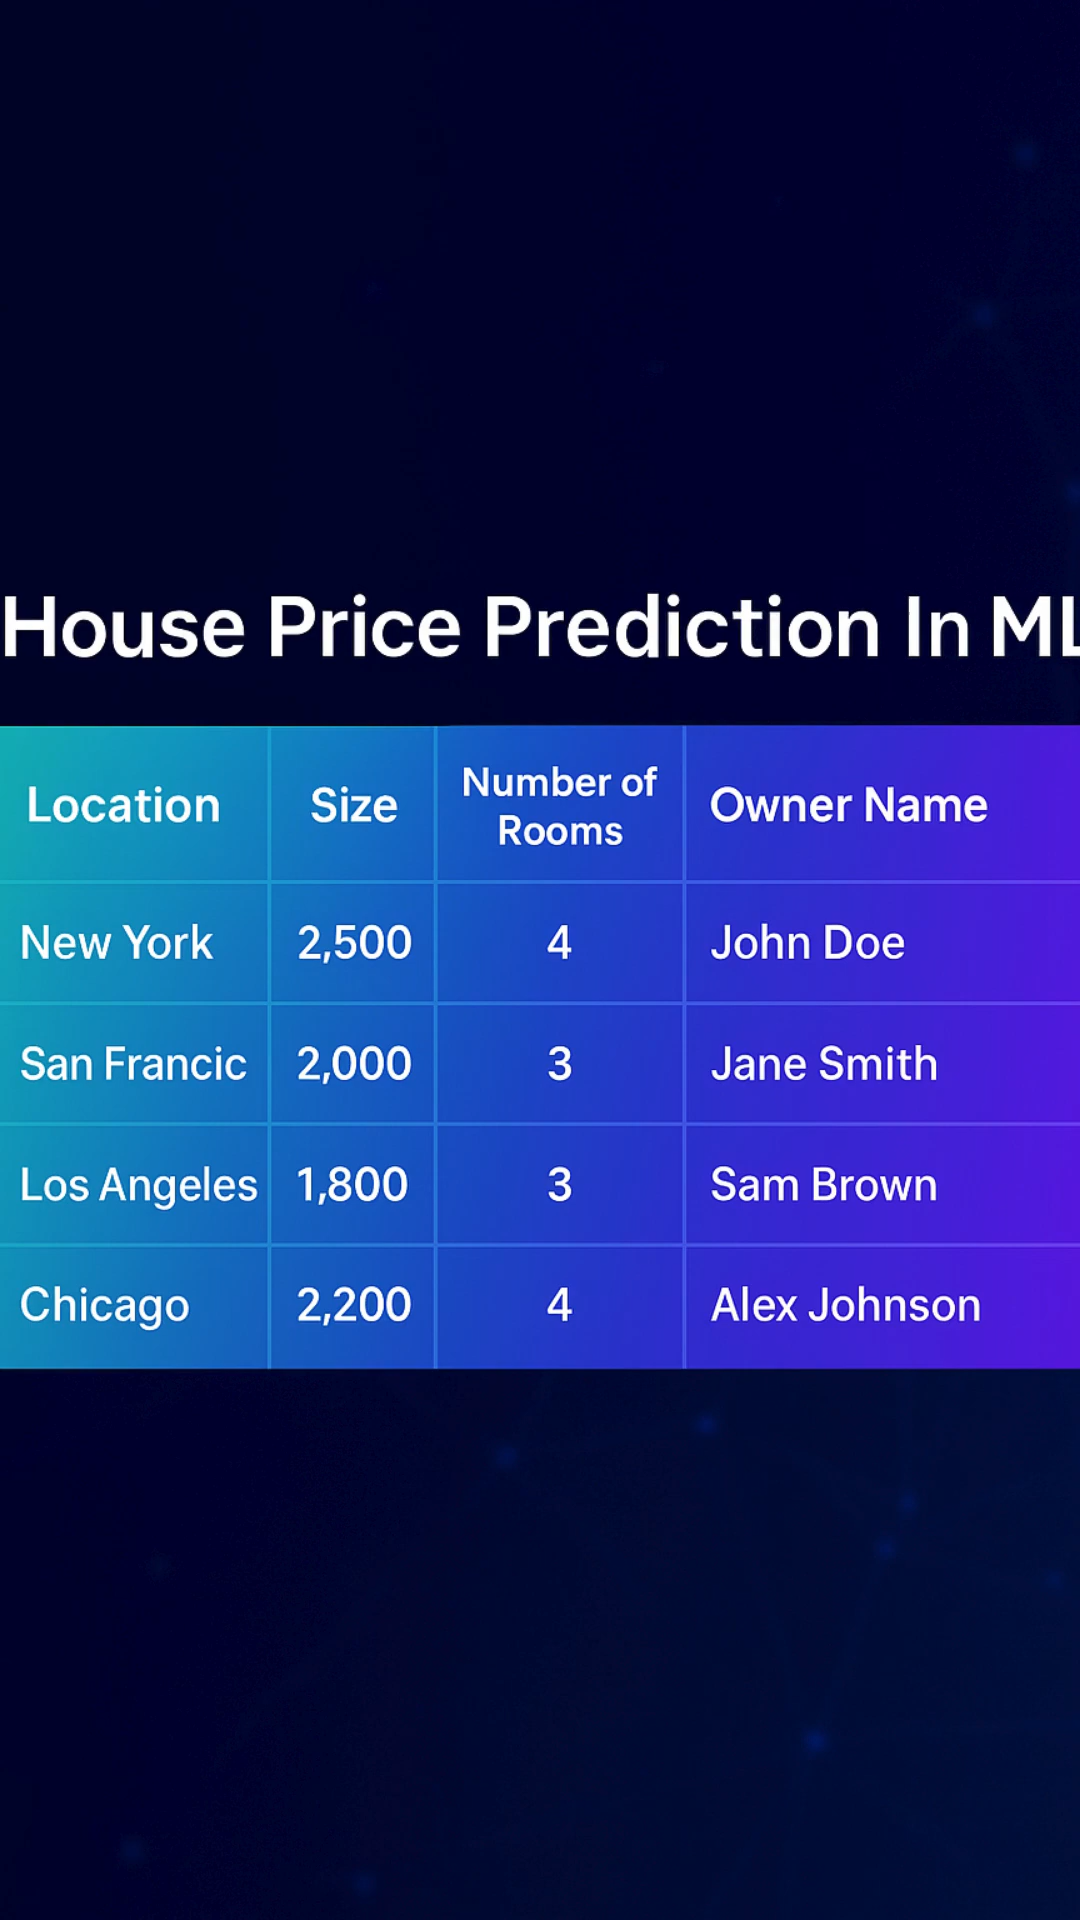 House Price Prediction In ML
Location Size Number of Rooms Owner Name
New York 2,500 4 John Doe
San Francic 2,000 3 Jane Smith
Los Angeles 1,800 3 Sam Brown
Chicago 2,200 4 Alex Johnson